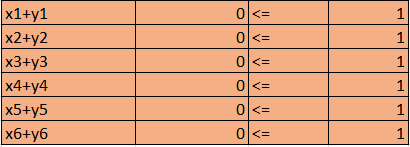 x1+y1 0 <= 1
x2+y2 0 <= 1
x3+y3 0 <= 1
x4+y4 0 <= 1
x5+y5 0 <= 1
x6+y6 0 <= 1